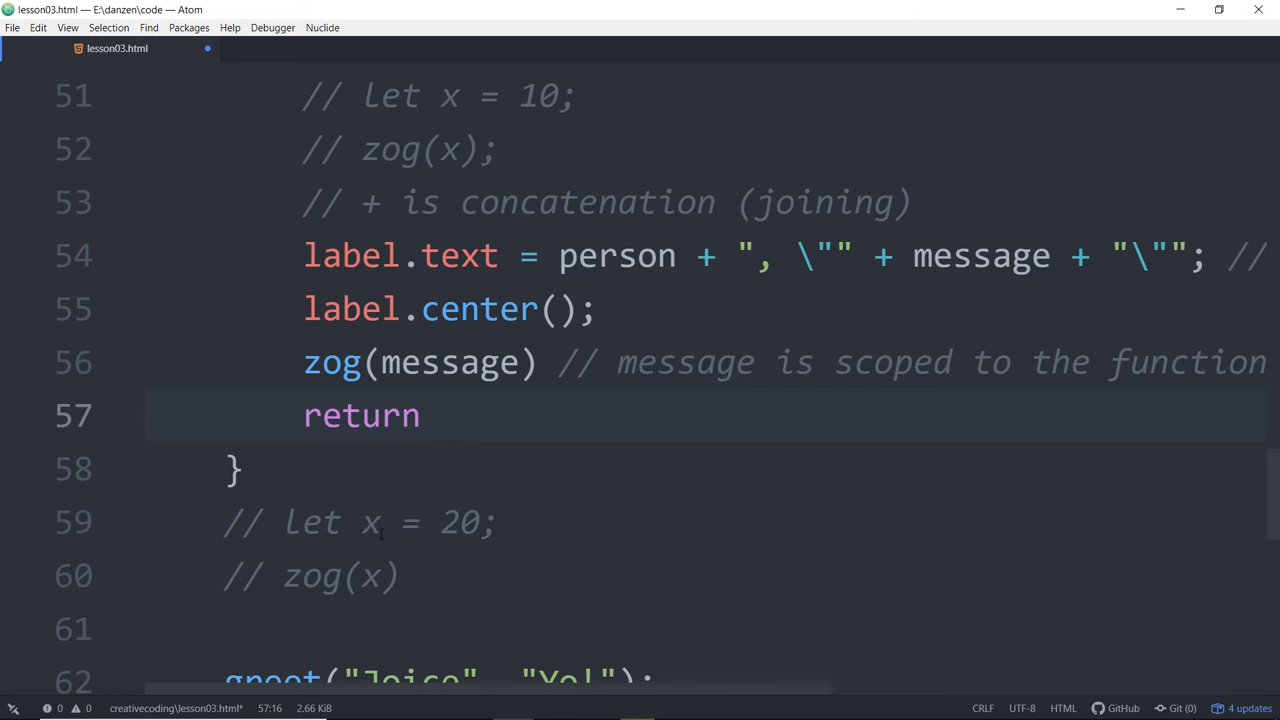 lesson03.html — E:\danzen\code — Atom
File Edit View Selection Find Packages Help Debugger Nuclide
lesson03.html
51 // let x = 10;
52 // zog(x);
53 // + is concatenation (joining)
54 label.text = person + ", \"" + message + "\""; //
55 label.center();
56 zog(message) // message is scoped to the function
57 return
58 }
59 // let x = 20;
60 // zog(x)
61
62 greet("Joice", "Yo!");
0 0 creativecoding\lesson03.html* 57:16 2.66 KiB CRLF UTF-8 HTML GitHub Git (0) 4 updates